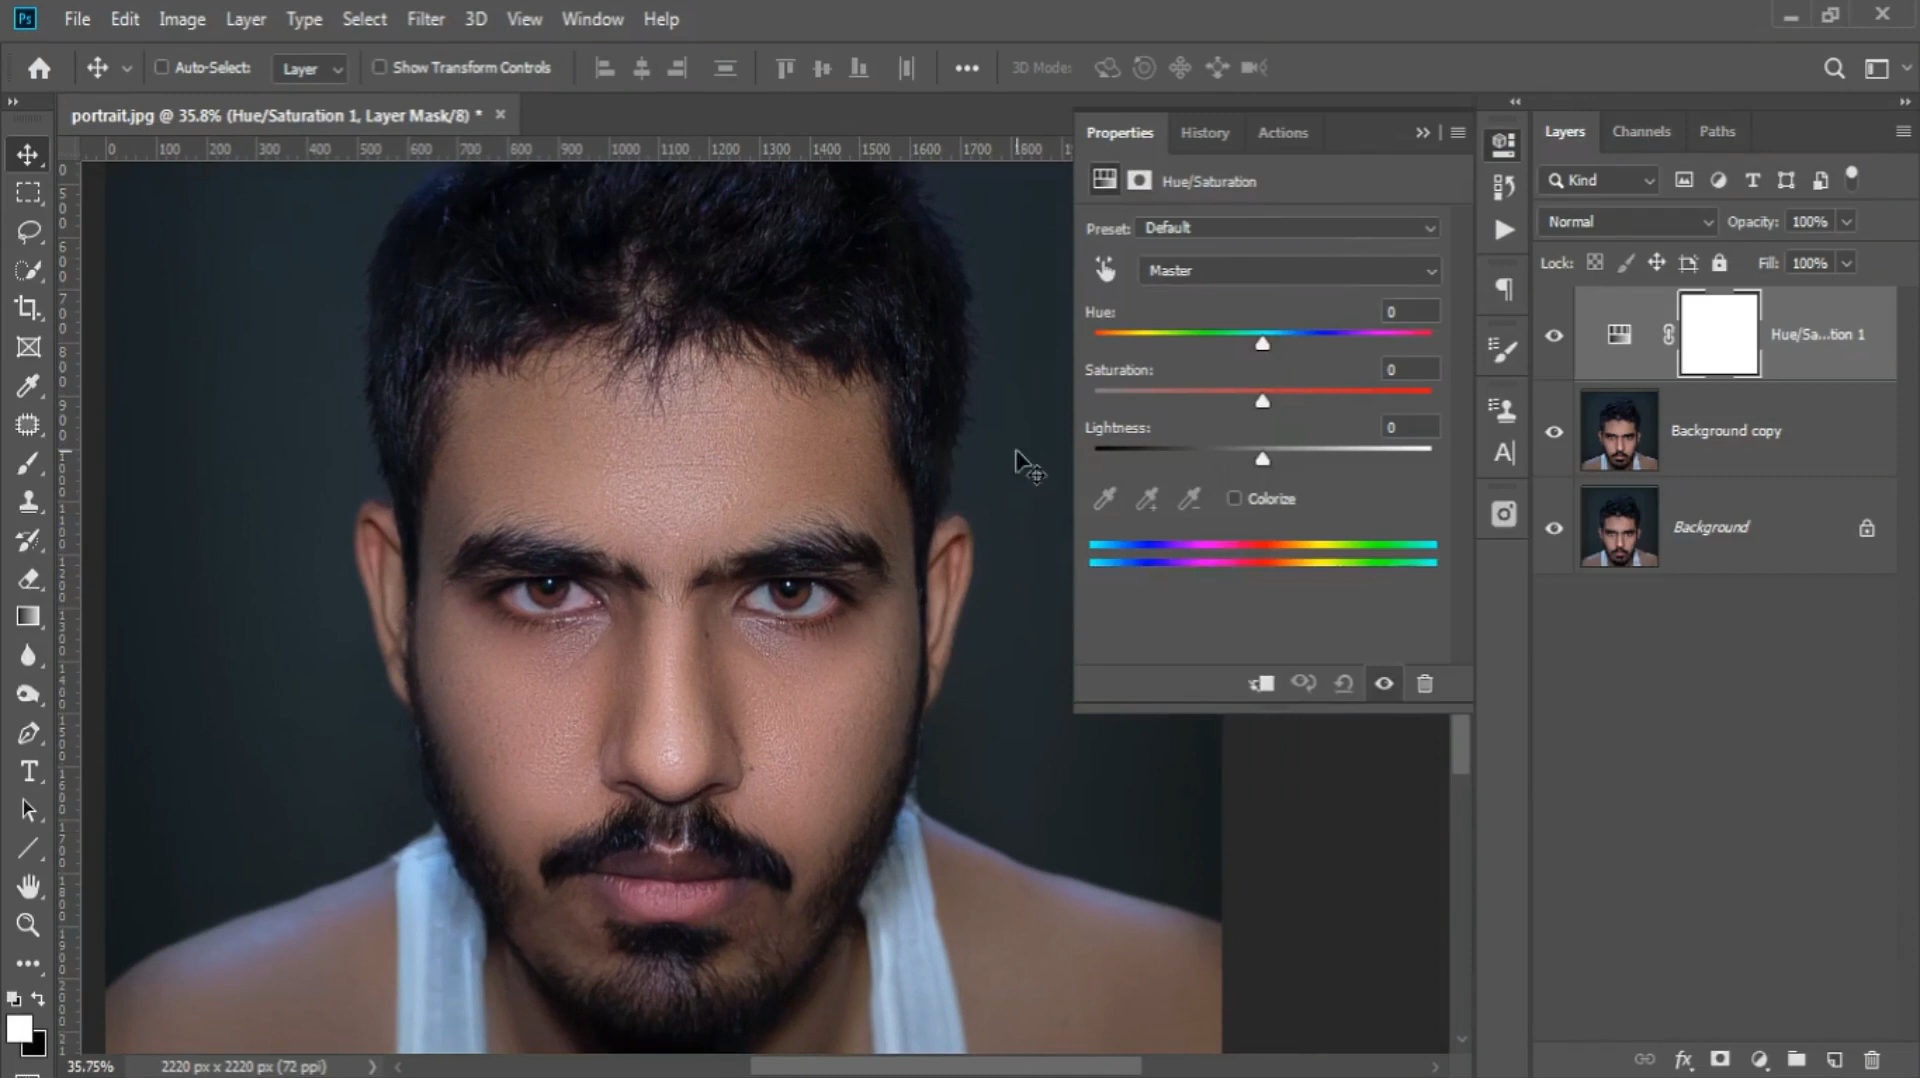 Ps File Edit Image Layer Type Select Filter 3D View Window Help
Auto-Select: Layer Show Transform Controls 3D Mode:
portrait.jpg @ 35.8% (Hue/Saturation 1, Layer Mask/8) *
0 100 200 300 400 500 600 700 800 900 1000 1100 1200 1300 1400 1500 1600 1700 1800
Properties History Actions
Hue/Saturation
Preset: Default
Master
Hue: 0
Saturation: 0
Lightness: 0
Colorize
Layers Channels Paths
Kind
Normal Opacity: 100%
Lock: Fill: 100%
Hue/Sa...tion 1
Background copy
Background
35.75% 2220 px x 2220 px (72 ppi)